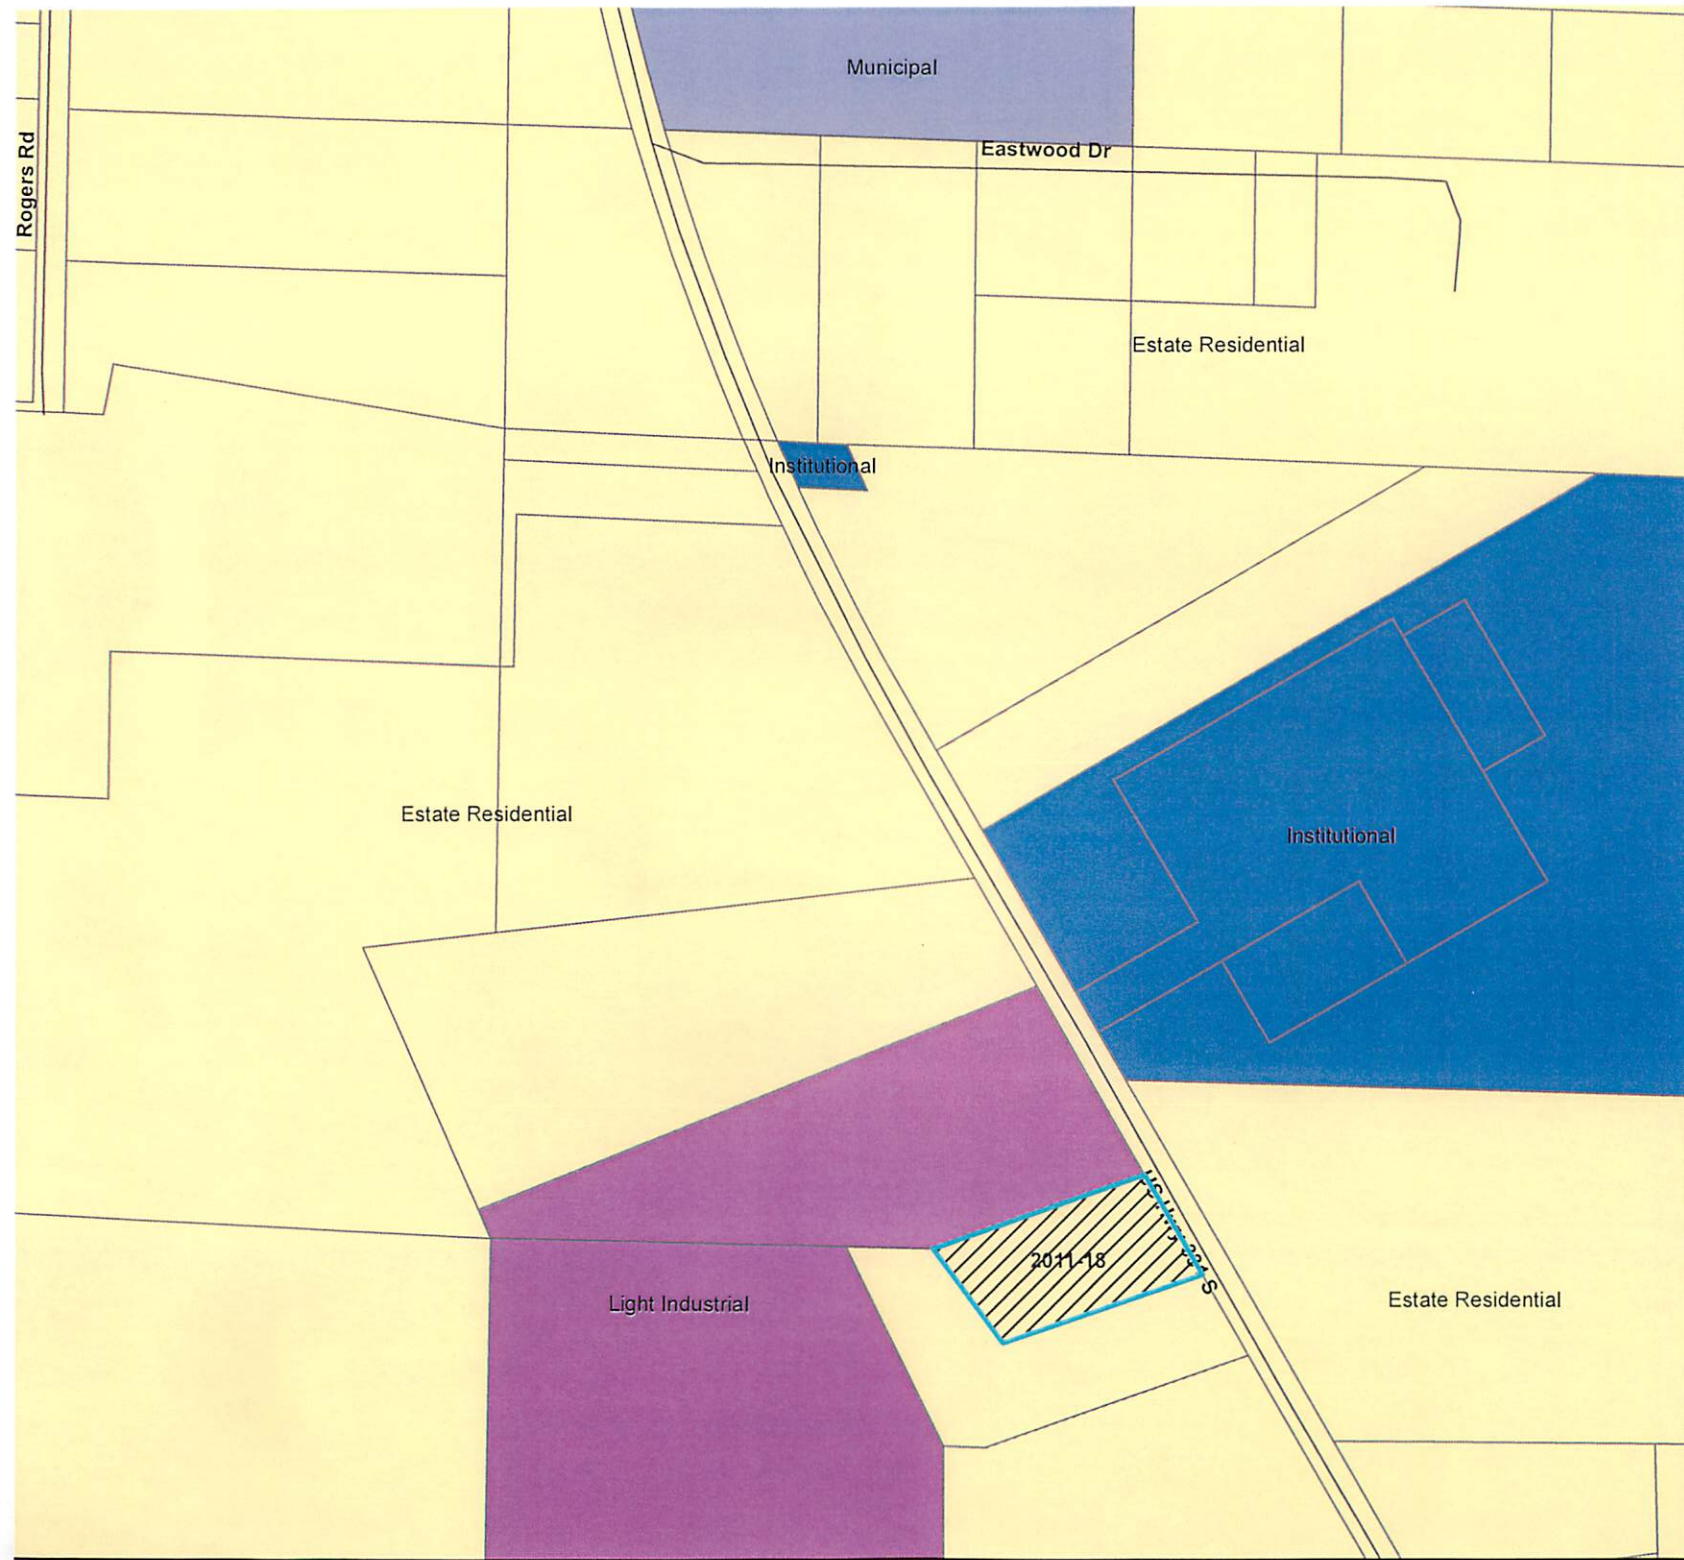 Municipal
Eastwood Dr
Rogers Rd
Estate Residential
Institutional
Estate Residential
Institutional
2011-18
Light Industrial
Estate Residential